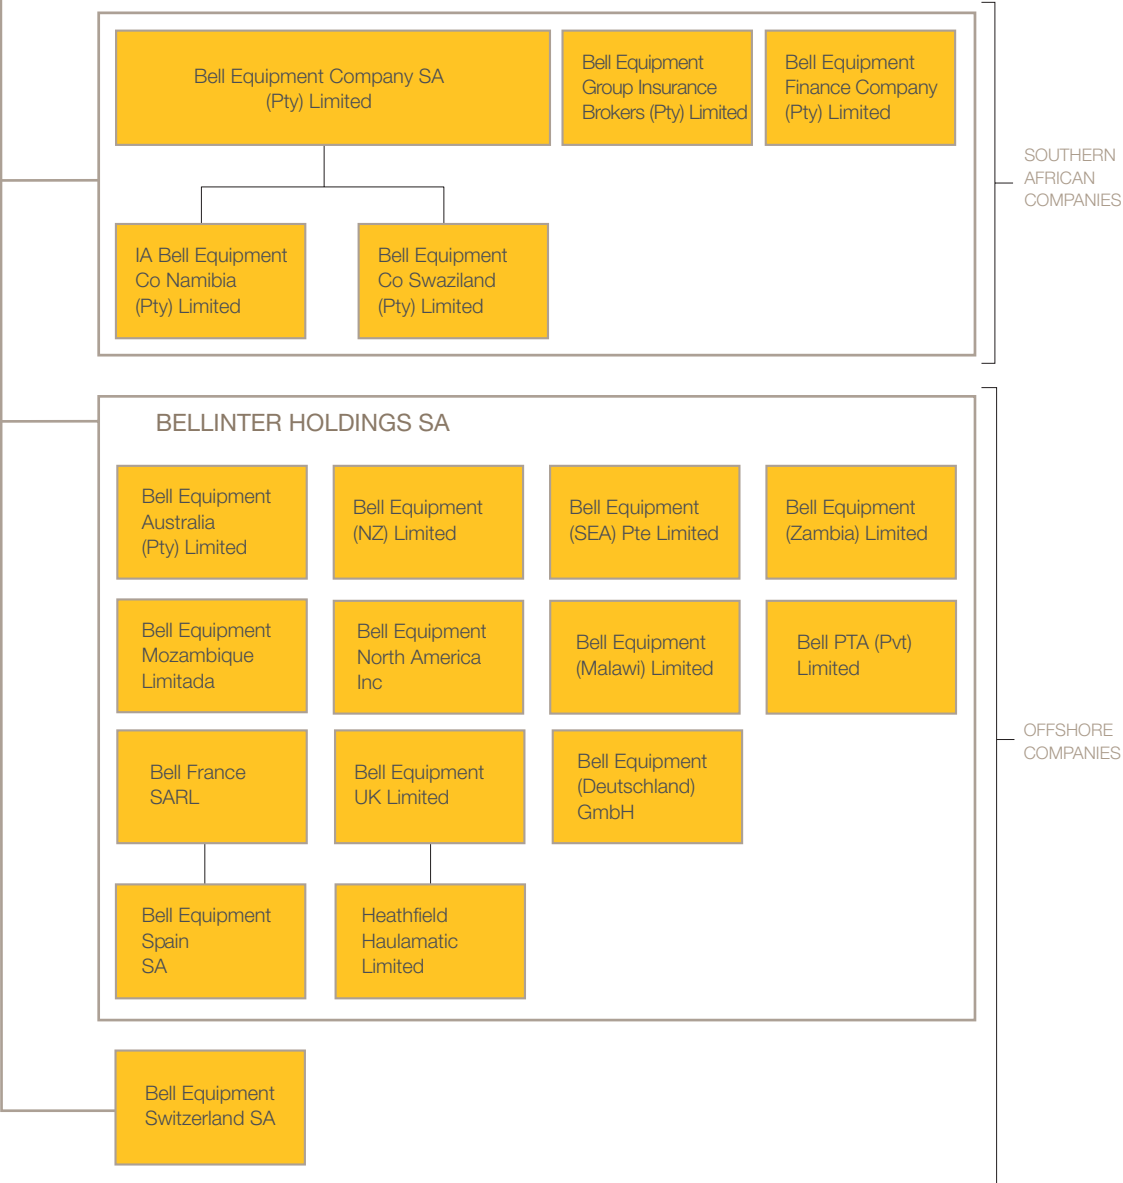 Bell Equipment Company SA
(Pty) Limited
Bell Equipment
Group Insurance
Brokers (Pty) Limited
Bell Equipment
Finance Company
(Pty) Limited
SOUTHERN
AFRICAN
COMPANIES
IA Bell Equipment
Co Namibia
(Pty) Limited
Bell Equipment
Co Swaziland
(Pty) Limited
BELLINTER HOLDINGS SA
Bell Equipment
Australia
(Pty) Limited
Bell Equipment
(NZ) Limited
Bell Equipment
(SEA) Pte Limited
Bell Equipment
(Zambia) Limited
Bell Equipment
Mozambique
Limitada
Bell Equipment
North America
Inc
Bell Equipment
(Malawi) Limited
Bell PTA (Pvt)
Limited
OFFSHORE
COMPANIES
Bell France
SARL
Bell Equipment
UK Limited
Bell Equipment
(Deutschland)
GmbH
Bell Equipment
Spain
SA
Heathfield
Haulamatic
Limited
Bell Equipment
Switzerland SA